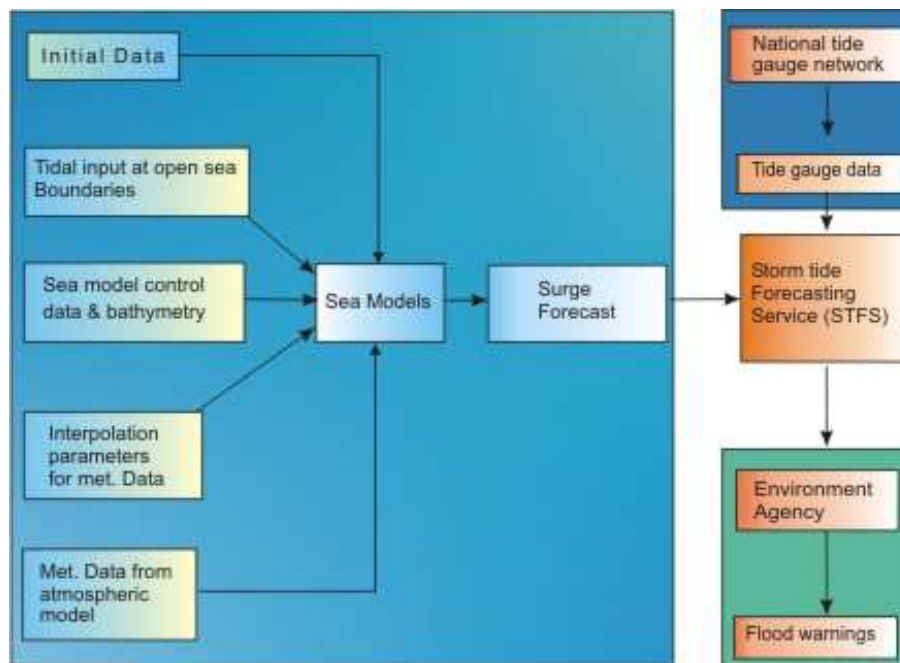 Initial Data
Tidal input at open sea
Boundaries
Sea model control
data & bathymetry
Interpolation
parameters
for met. Data
Met. Data from
atmospheric
model
Sea Models
Surge
Forecast
National tide
gauge network
Tide gauge data
Storm tide
Forecasting
Service (STFS)
Environment
Agency
Flood warnings